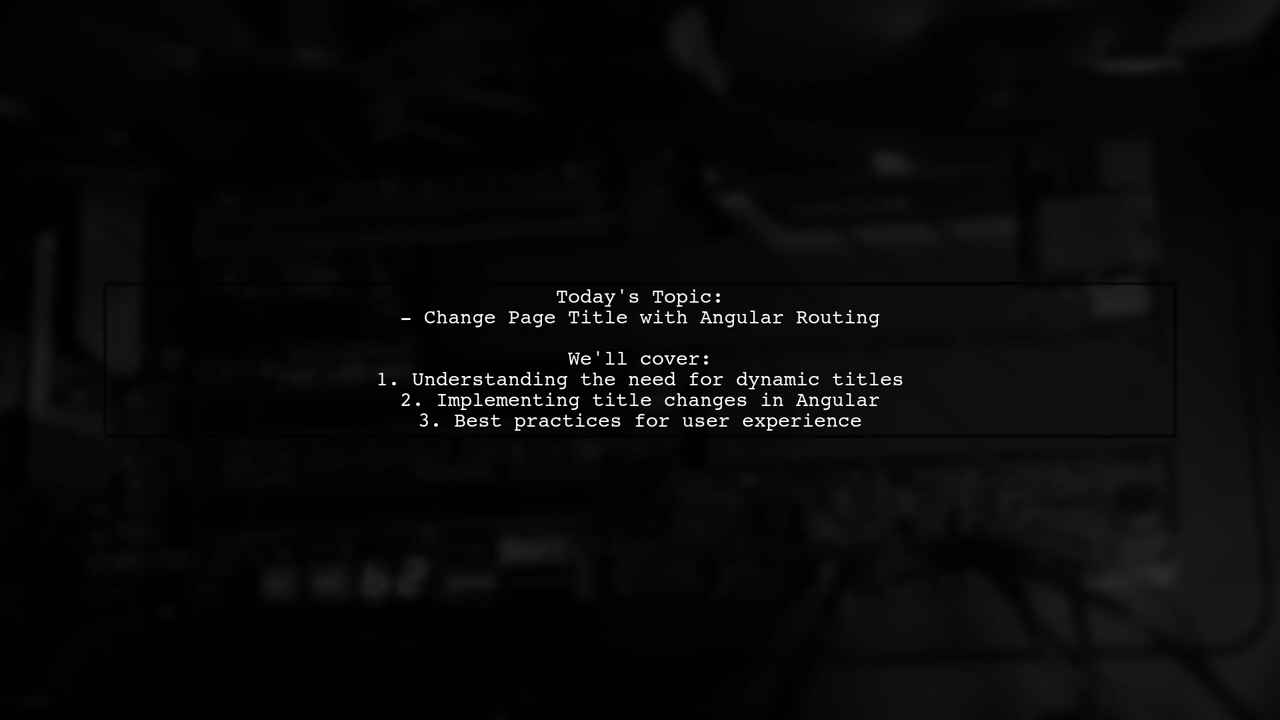 Today's Topic:
- Change Page Title with Angular Routing
We'll cover:
1. Understanding the need for dynamic titles
2. Implementing title changes in Angular
3. Best practices for user experience